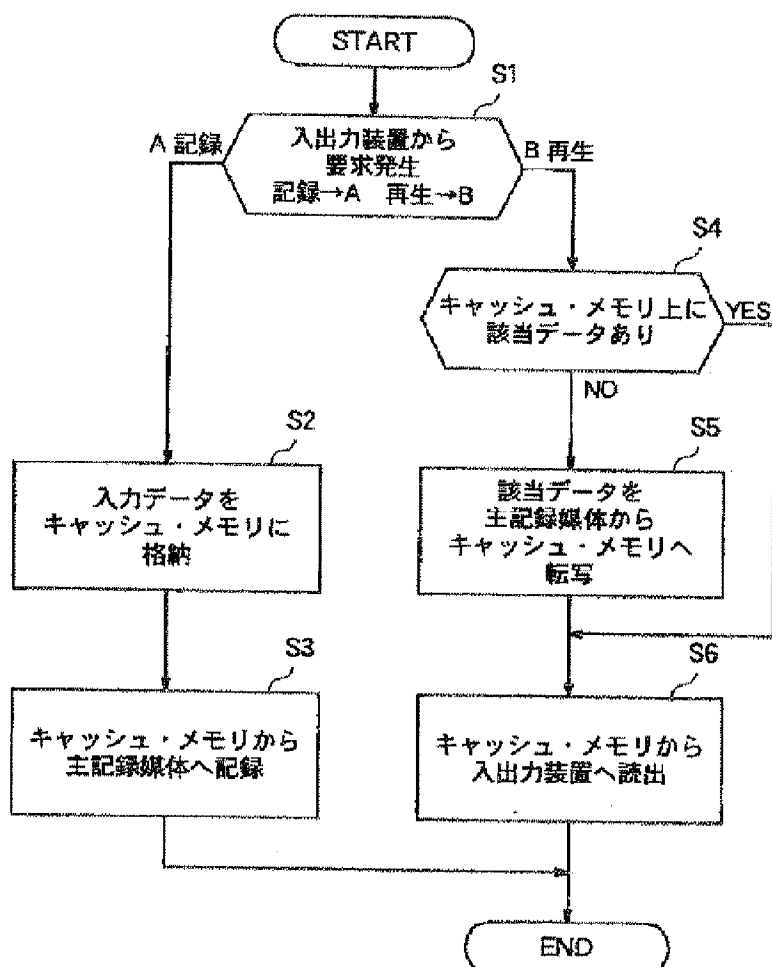 START
S1
入出力装置から
要求発生
記録→A 再生→B
A 記録
B 再生
S4
キャッシュ・メモリ上に
該当データあり
YES
NO
S2
入力データを
キャッシュ・メモリに
格納
S5
該当データを
主記録媒体から
キャッシュ・メモリへ
転写
S3
キャッシュ・メモリから
主記録媒体へ記録
S6
キャッシュ・メモリから
入出力装置へ読出
END